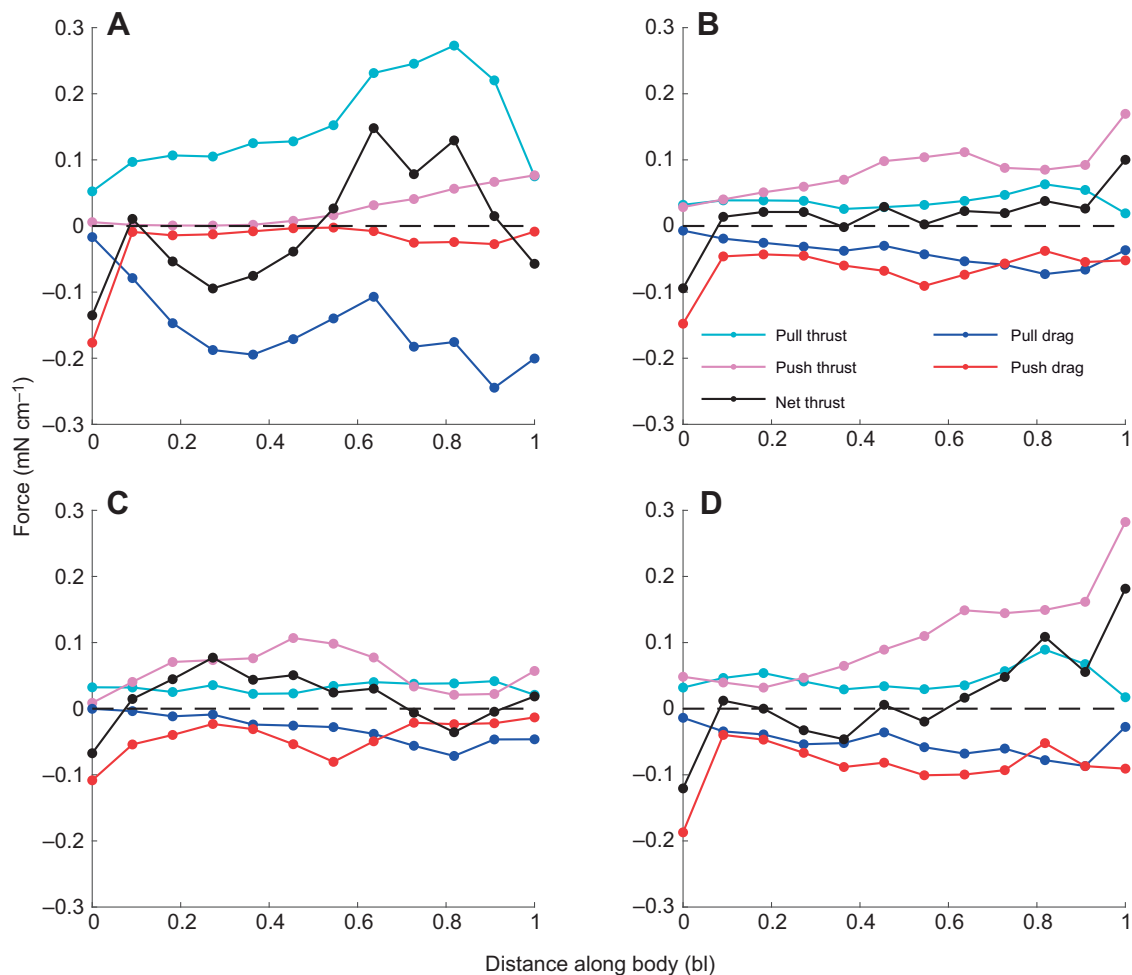 A
B
0.3
0.2
0.1
0
–0.1
–0.2
–0.3
0 0.2 0.4 0.6 0.8 1
0.3
0.2
0.1
0
–0.1
–0.2
–0.3
0 0.2 0.4 0.6 0.8 1
Pull thrust
Pull drag
Push thrust
Push drag
Net thrust
Force (mN cm⁻¹)
C
D
0.3
0.2
0.1
0
–0.1
–0.2
–0.3
0 0.2 0.4 0.6 0.8 1
0.3
0.2
0.1
0
–0.1
–0.2
–0.3
0 0.2 0.4 0.6 0.8 1
Distance along body (bl)